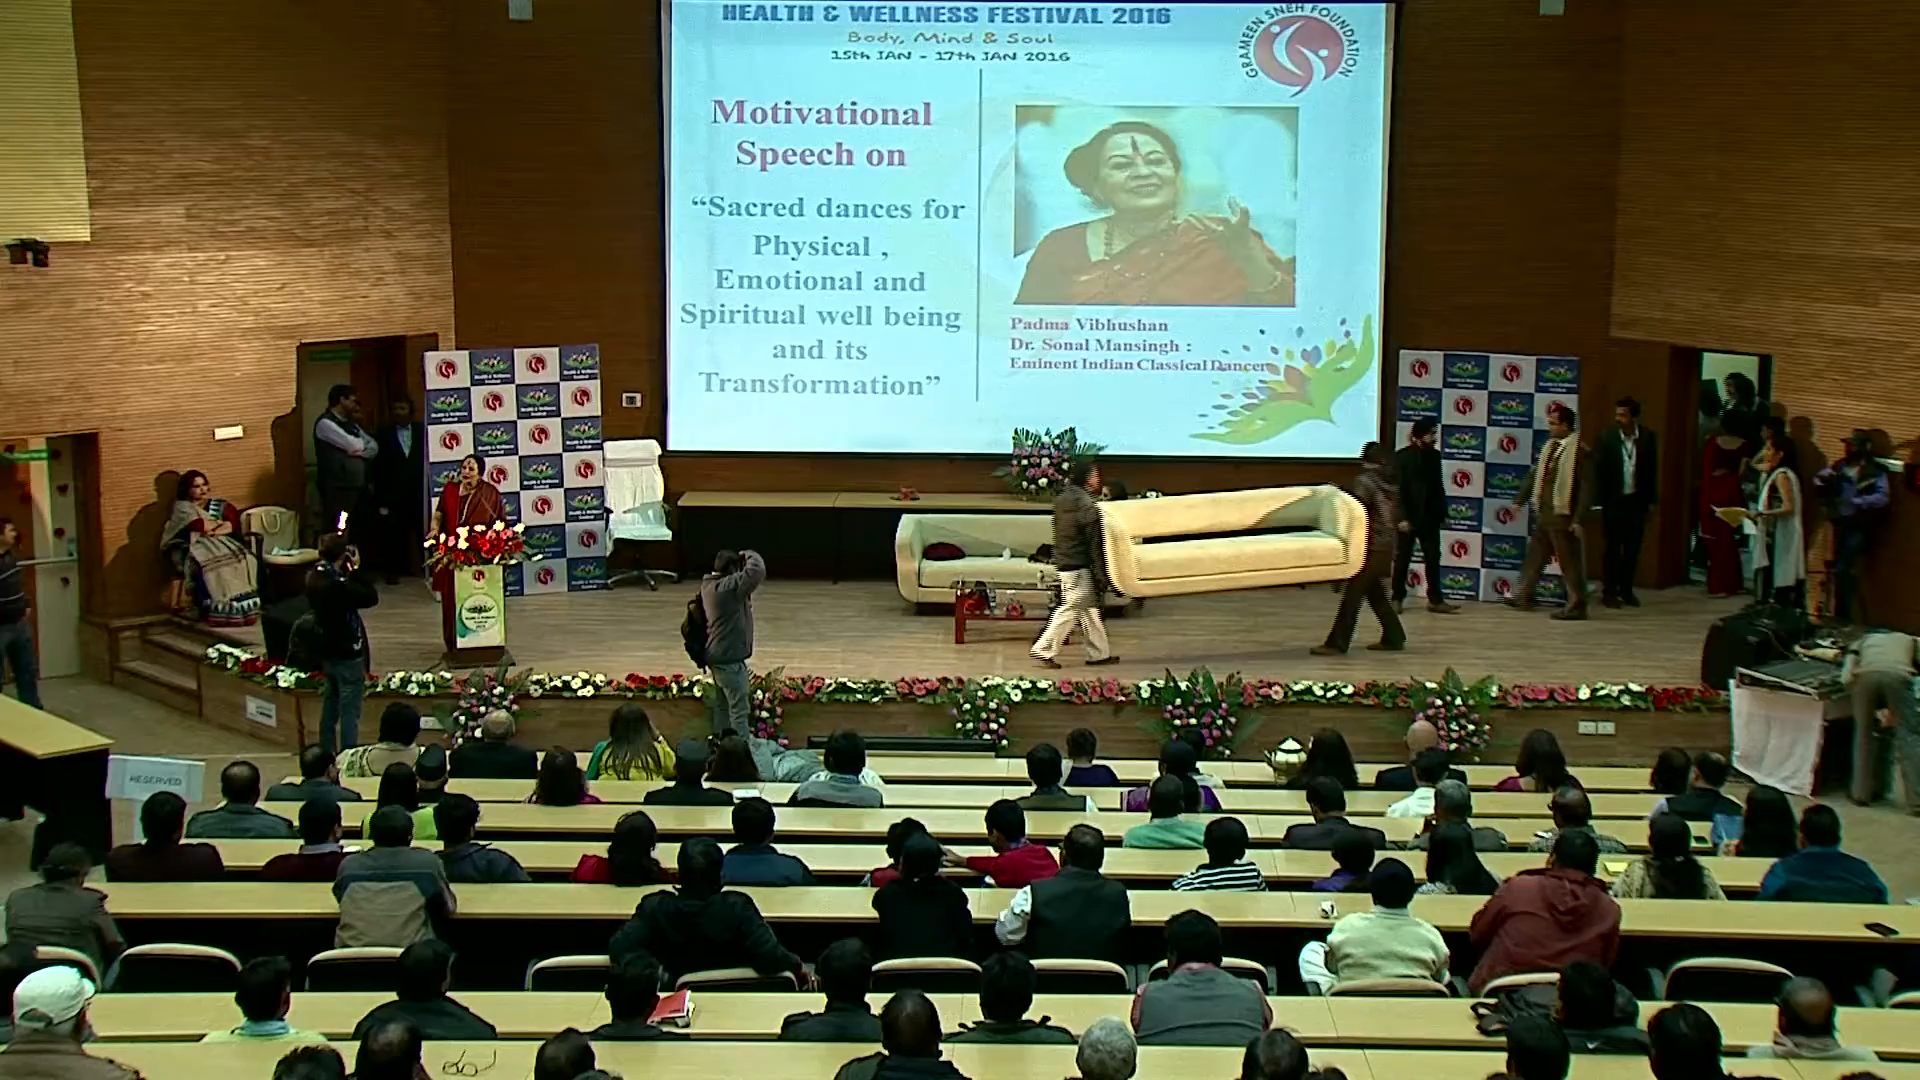 HEALTH & WELLNESS FESTIVAL 2016
Body, Mind & Soul
15th JAN - 17th JAN 2016
GRAMEEN SNEH FOUNDATION
Motivational
Speech on
“Sacred dances for
Physical ,
Emotional and
Spiritual well being
and its
Transformation”
Padma Vibhushan
Dr. Sonal Mansingh :
Eminent Indian Classical Dancer
RESERVED